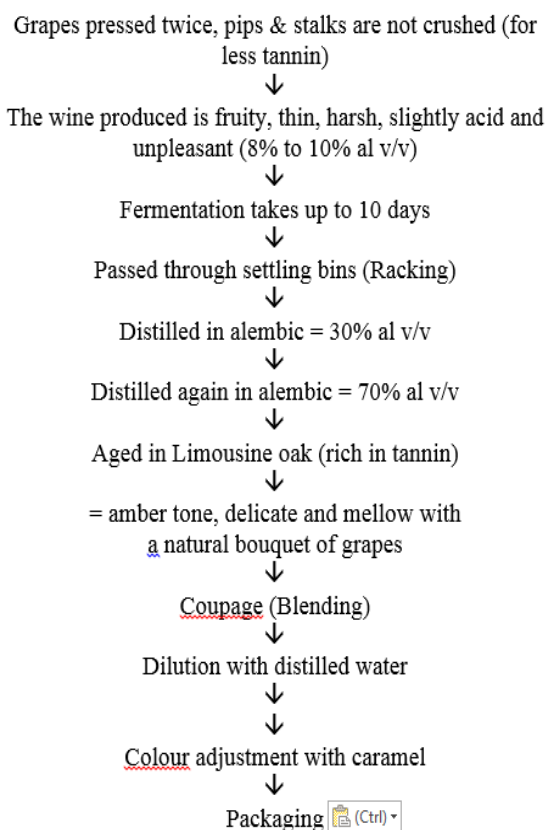 Grapes pressed twice, pips & stalks are not crushed (for
less tannin)
↓
The wine produced is fruity, thin, harsh, slightly acid and
unpleasant (8% to 10% al v/v)
↓
Fermentation takes up to 10 days
↓
Passed through settling bins (Racking)
↓
Distilled in alembic = 30% al v/v
↓
Distilled again in alembic = 70% al v/v
↓
Aged in Limousine oak (rich in tannin)
↓
= amber tone, delicate and mellow with
a natural bouquet of grapes
↓
Coupage (Blending)
↓
Dilution with distilled water
↓
↓
Colour adjustment with caramel
↓
Packaging (Ctrl)